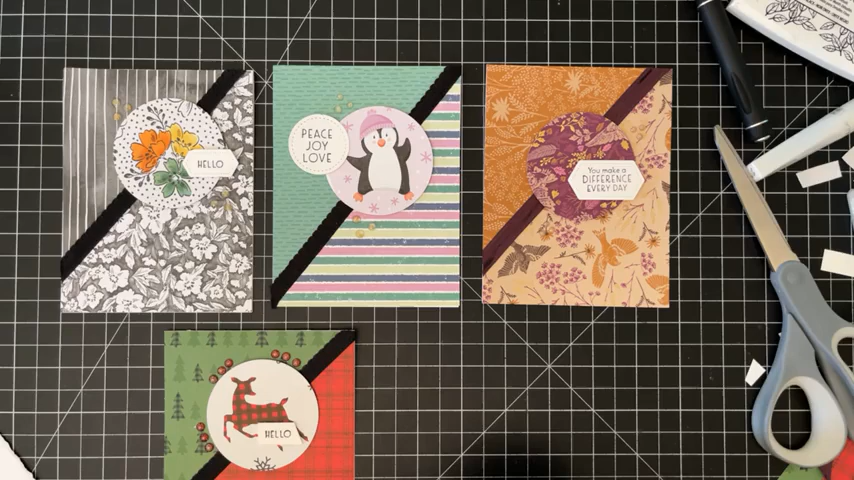 HELLO
PEACE
JOY
LOVE
You make a
DIFFERENCE
EVERY DAY
HELLO